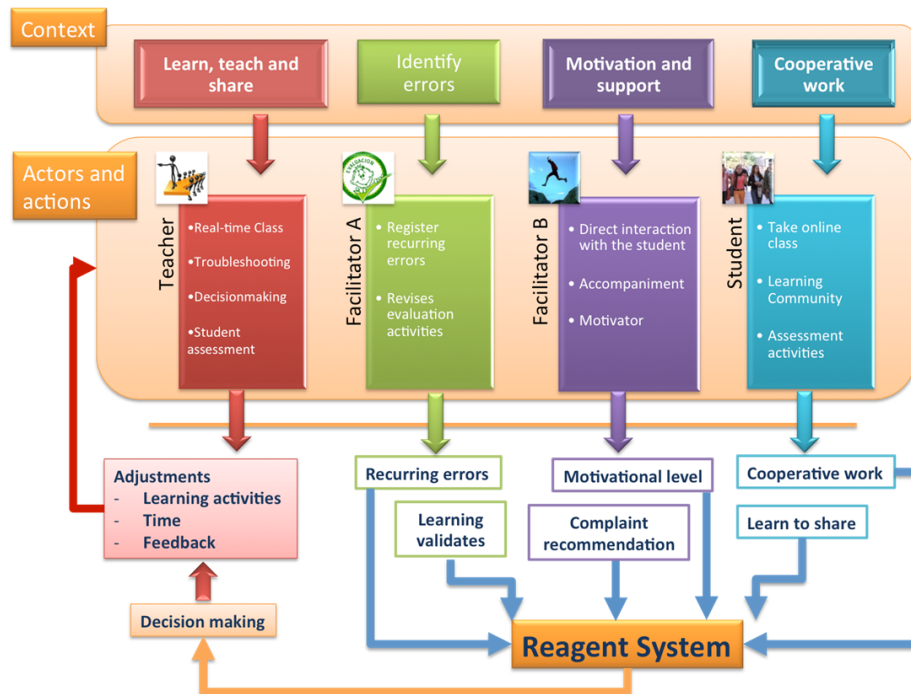 Context
Learn, teach and
share
Identify
errors
Motivation and
support
Cooperative
work
Actors and
actions
Teacher
•Real-time Class
•Troubleshooting
•Decisionmaking
•Student
assessment
EVALUACION
Facilitator A
• Register
recurring
errors
• Revises
evaluation
activities
Facilitator B
• Direct interaction
with the student
• Accompaniment
• Motivator
Student
• Take online
class
• Learning
Community
• Assessment
activities
Adjustments
- Learning activities
- Time
- Feedback
Recurring errors
Learning
validates
Motivational level
Complaint
recommendation
Cooperative work
Learn to share
Decision making
Reagent System